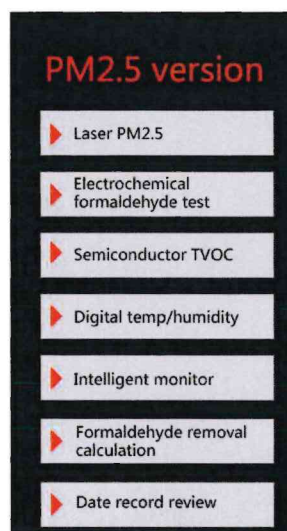 PM2.5 version
Laser PM2.5
Electrochemical
formaldehyde test
Semiconductor TVOC
Digital temp/humidity
Intelligent monitor
Formaldehyde removal
calculation
Date record review